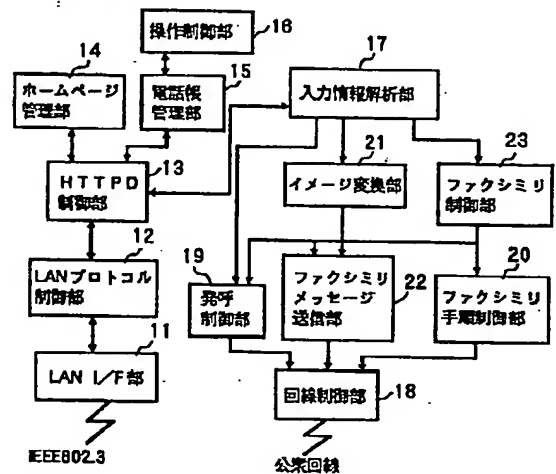 操作制御部
16
14
ホームページ
管理部
15
電話帳
管理部
17
入力情報解析部
13
HTTPD
制御部
21
イメージ変換部
23
ファクシミリ
制御部
12
LANプロトコル
制御部
19
発呼
制御部
ファクシミリ
メッセージ
送信部
22
20
ファクシミリ
手順制御部
11
LAN I/F部
回線制御部
18
IEEE802.3
公衆回線